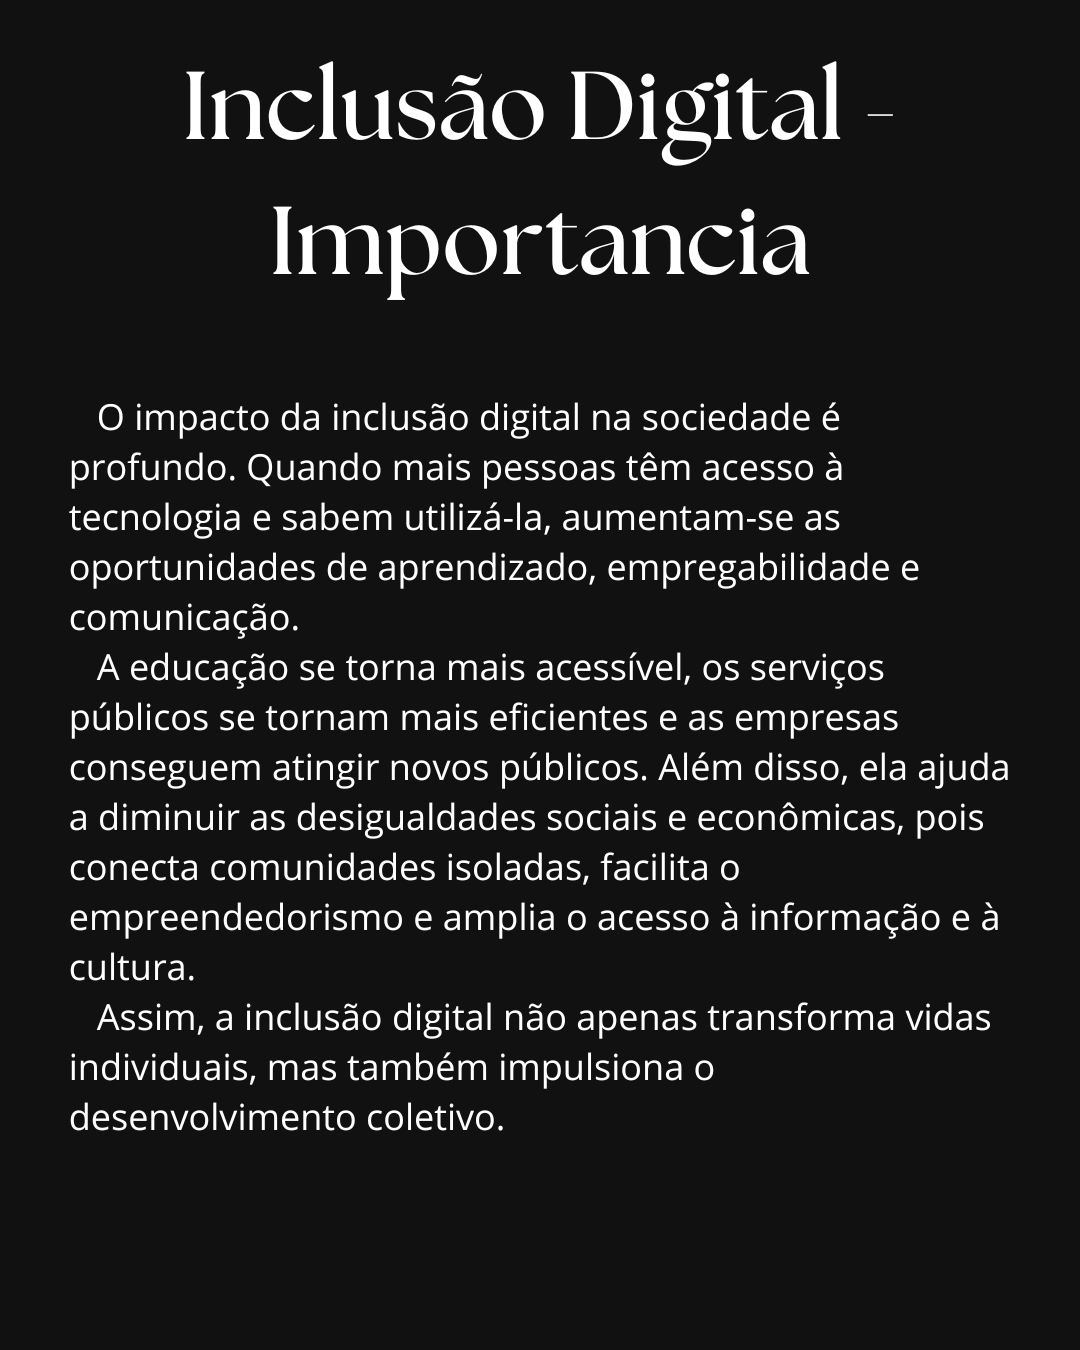 Inclusão Digital -
Importancia
O impacto da inclusão digital na sociedade é
profundo. Quando mais pessoas têm acesso à
tecnologia e sabem utilizá-la, aumentam-se as
oportunidades de aprendizado, empregabilidade e
comunicação.
A educação se torna mais acessível, os serviços
públicos se tornam mais eficientes e as empresas
conseguem atingir novos públicos. Além disso, ela ajuda
a diminuir as desigualdades sociais e econômicas, pois
conecta comunidades isoladas, facilita o
empreendedorismo e amplia o acesso à informação e à
cultura.
Assim, a inclusão digital não apenas transforma vidas
individuais, mas também impulsiona o
desenvolvimento coletivo.